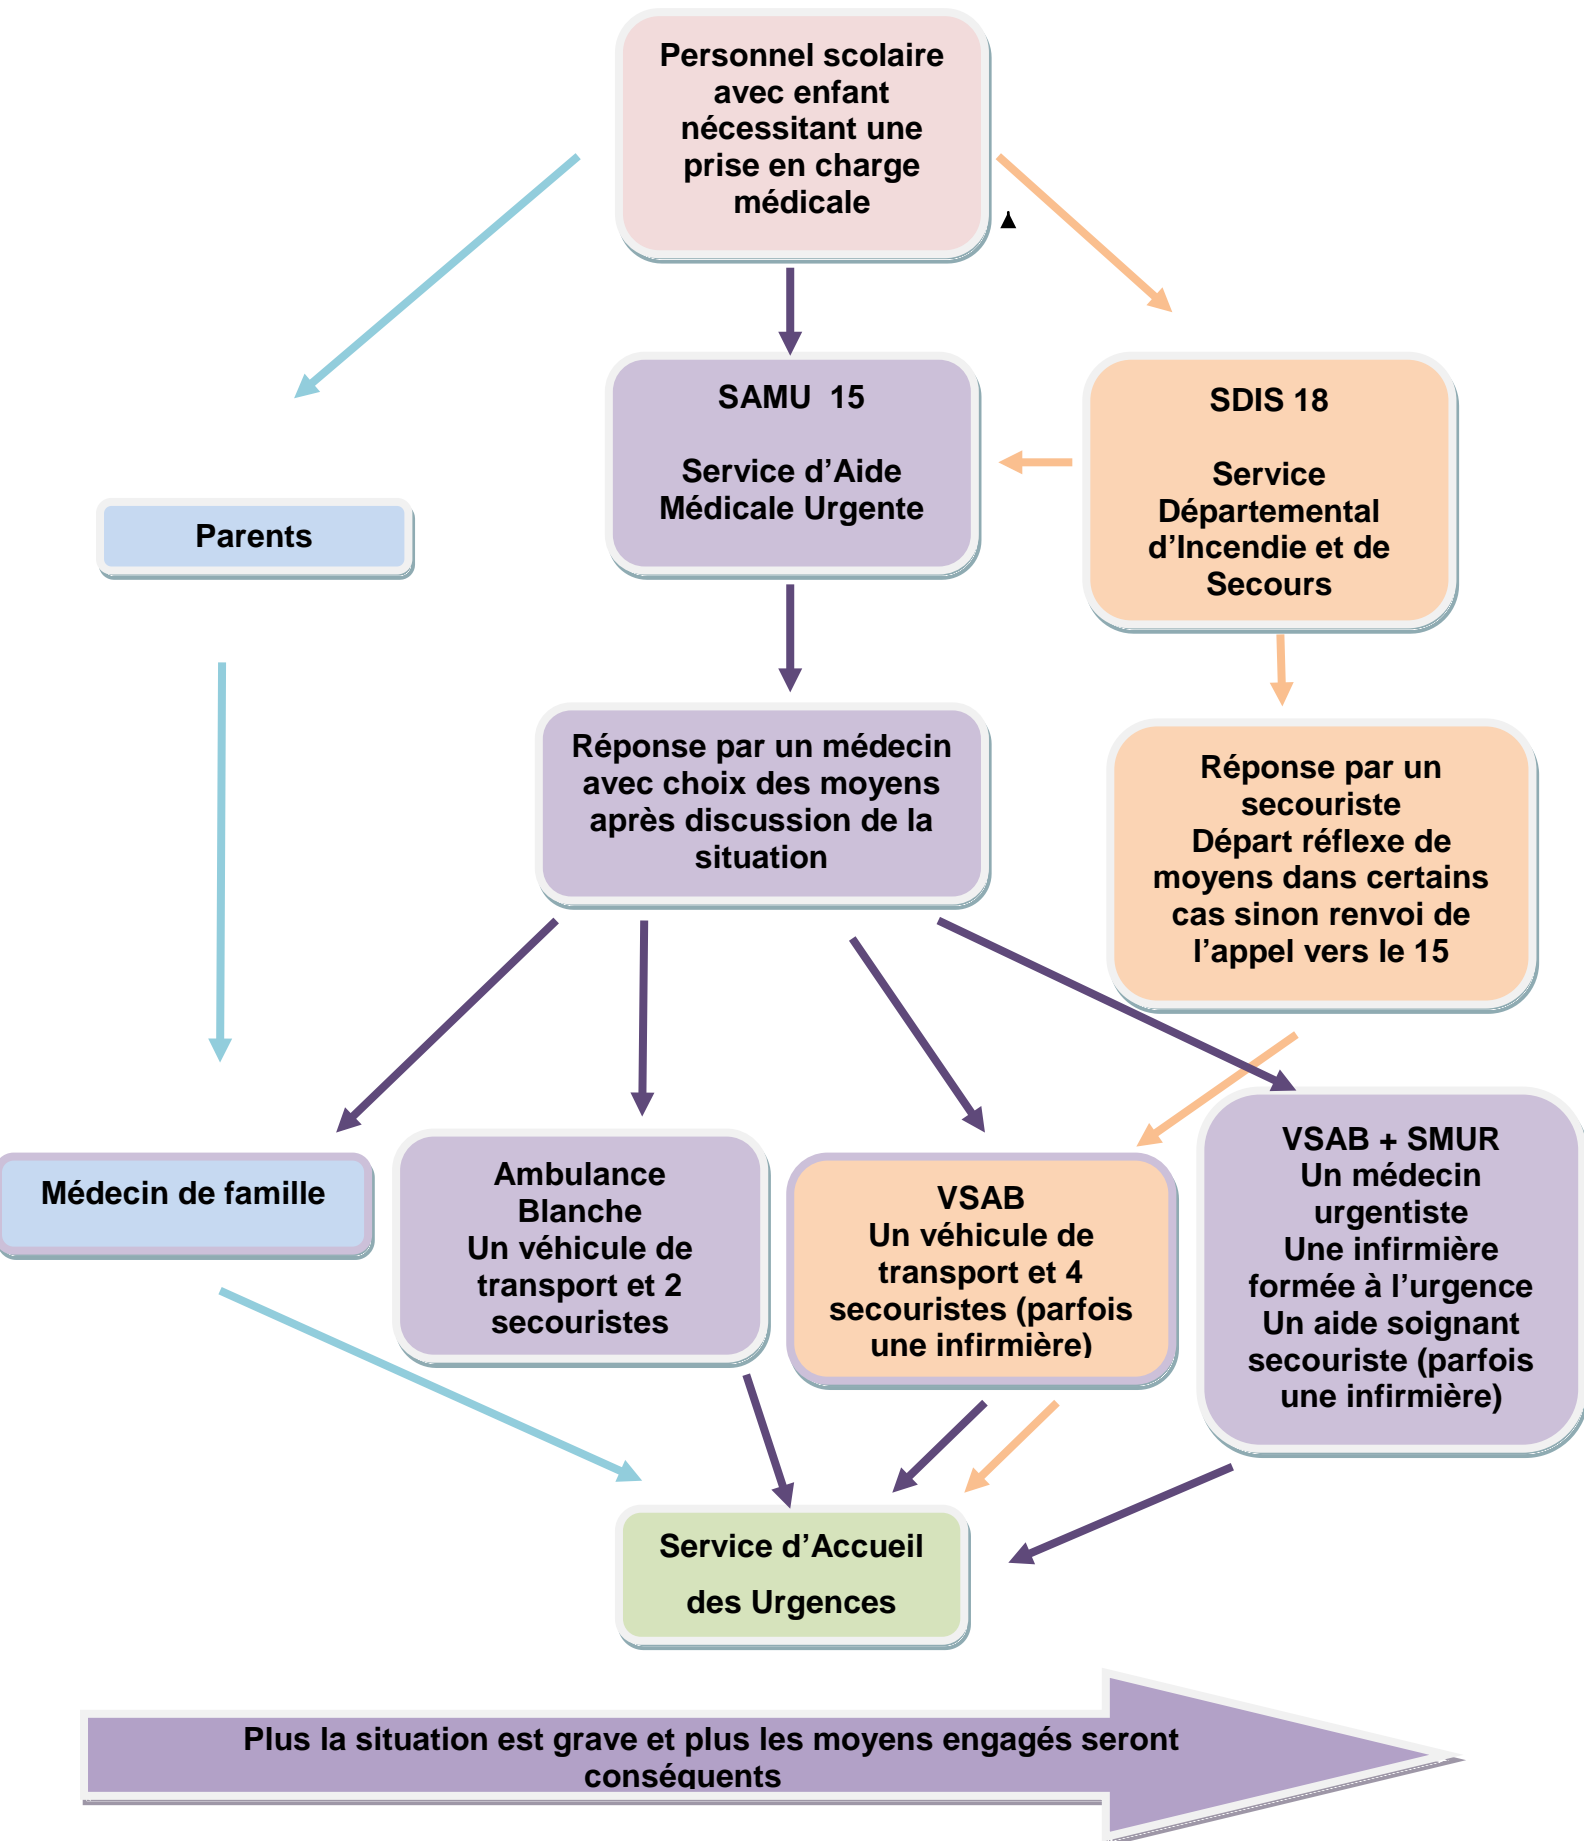 Personnel scolaire
avec enfant
nécessitant une
prise en charge
médicale
SAMU  15
Service d’Aide
Médicale Urgente
SDIS 18
Service
Départemental
d’Incendie et de
Secours
Parents
Réponse par un médecin
avec choix des moyens
après discussion de la
situation
Réponse par un
secouriste
Départ réflexe de
moyens dans certains
cas sinon renvoi de
l’appel vers le 15
Médecin de famille
Ambulance
Blanche
Un véhicule de
transport et 2
secouristes
VSAB
Un véhicule de
transport et 4
secouristes (parfois
une infirmière)
VSAB + SMUR
Un médecin
urgentiste
Une infirmière
formée à l’urgence
Un aide soignant
secouriste (parfois
une infirmière)
Service d’Accueil
des Urgences
Plus la situation est grave et plus les moyens engagés seront
conséquents